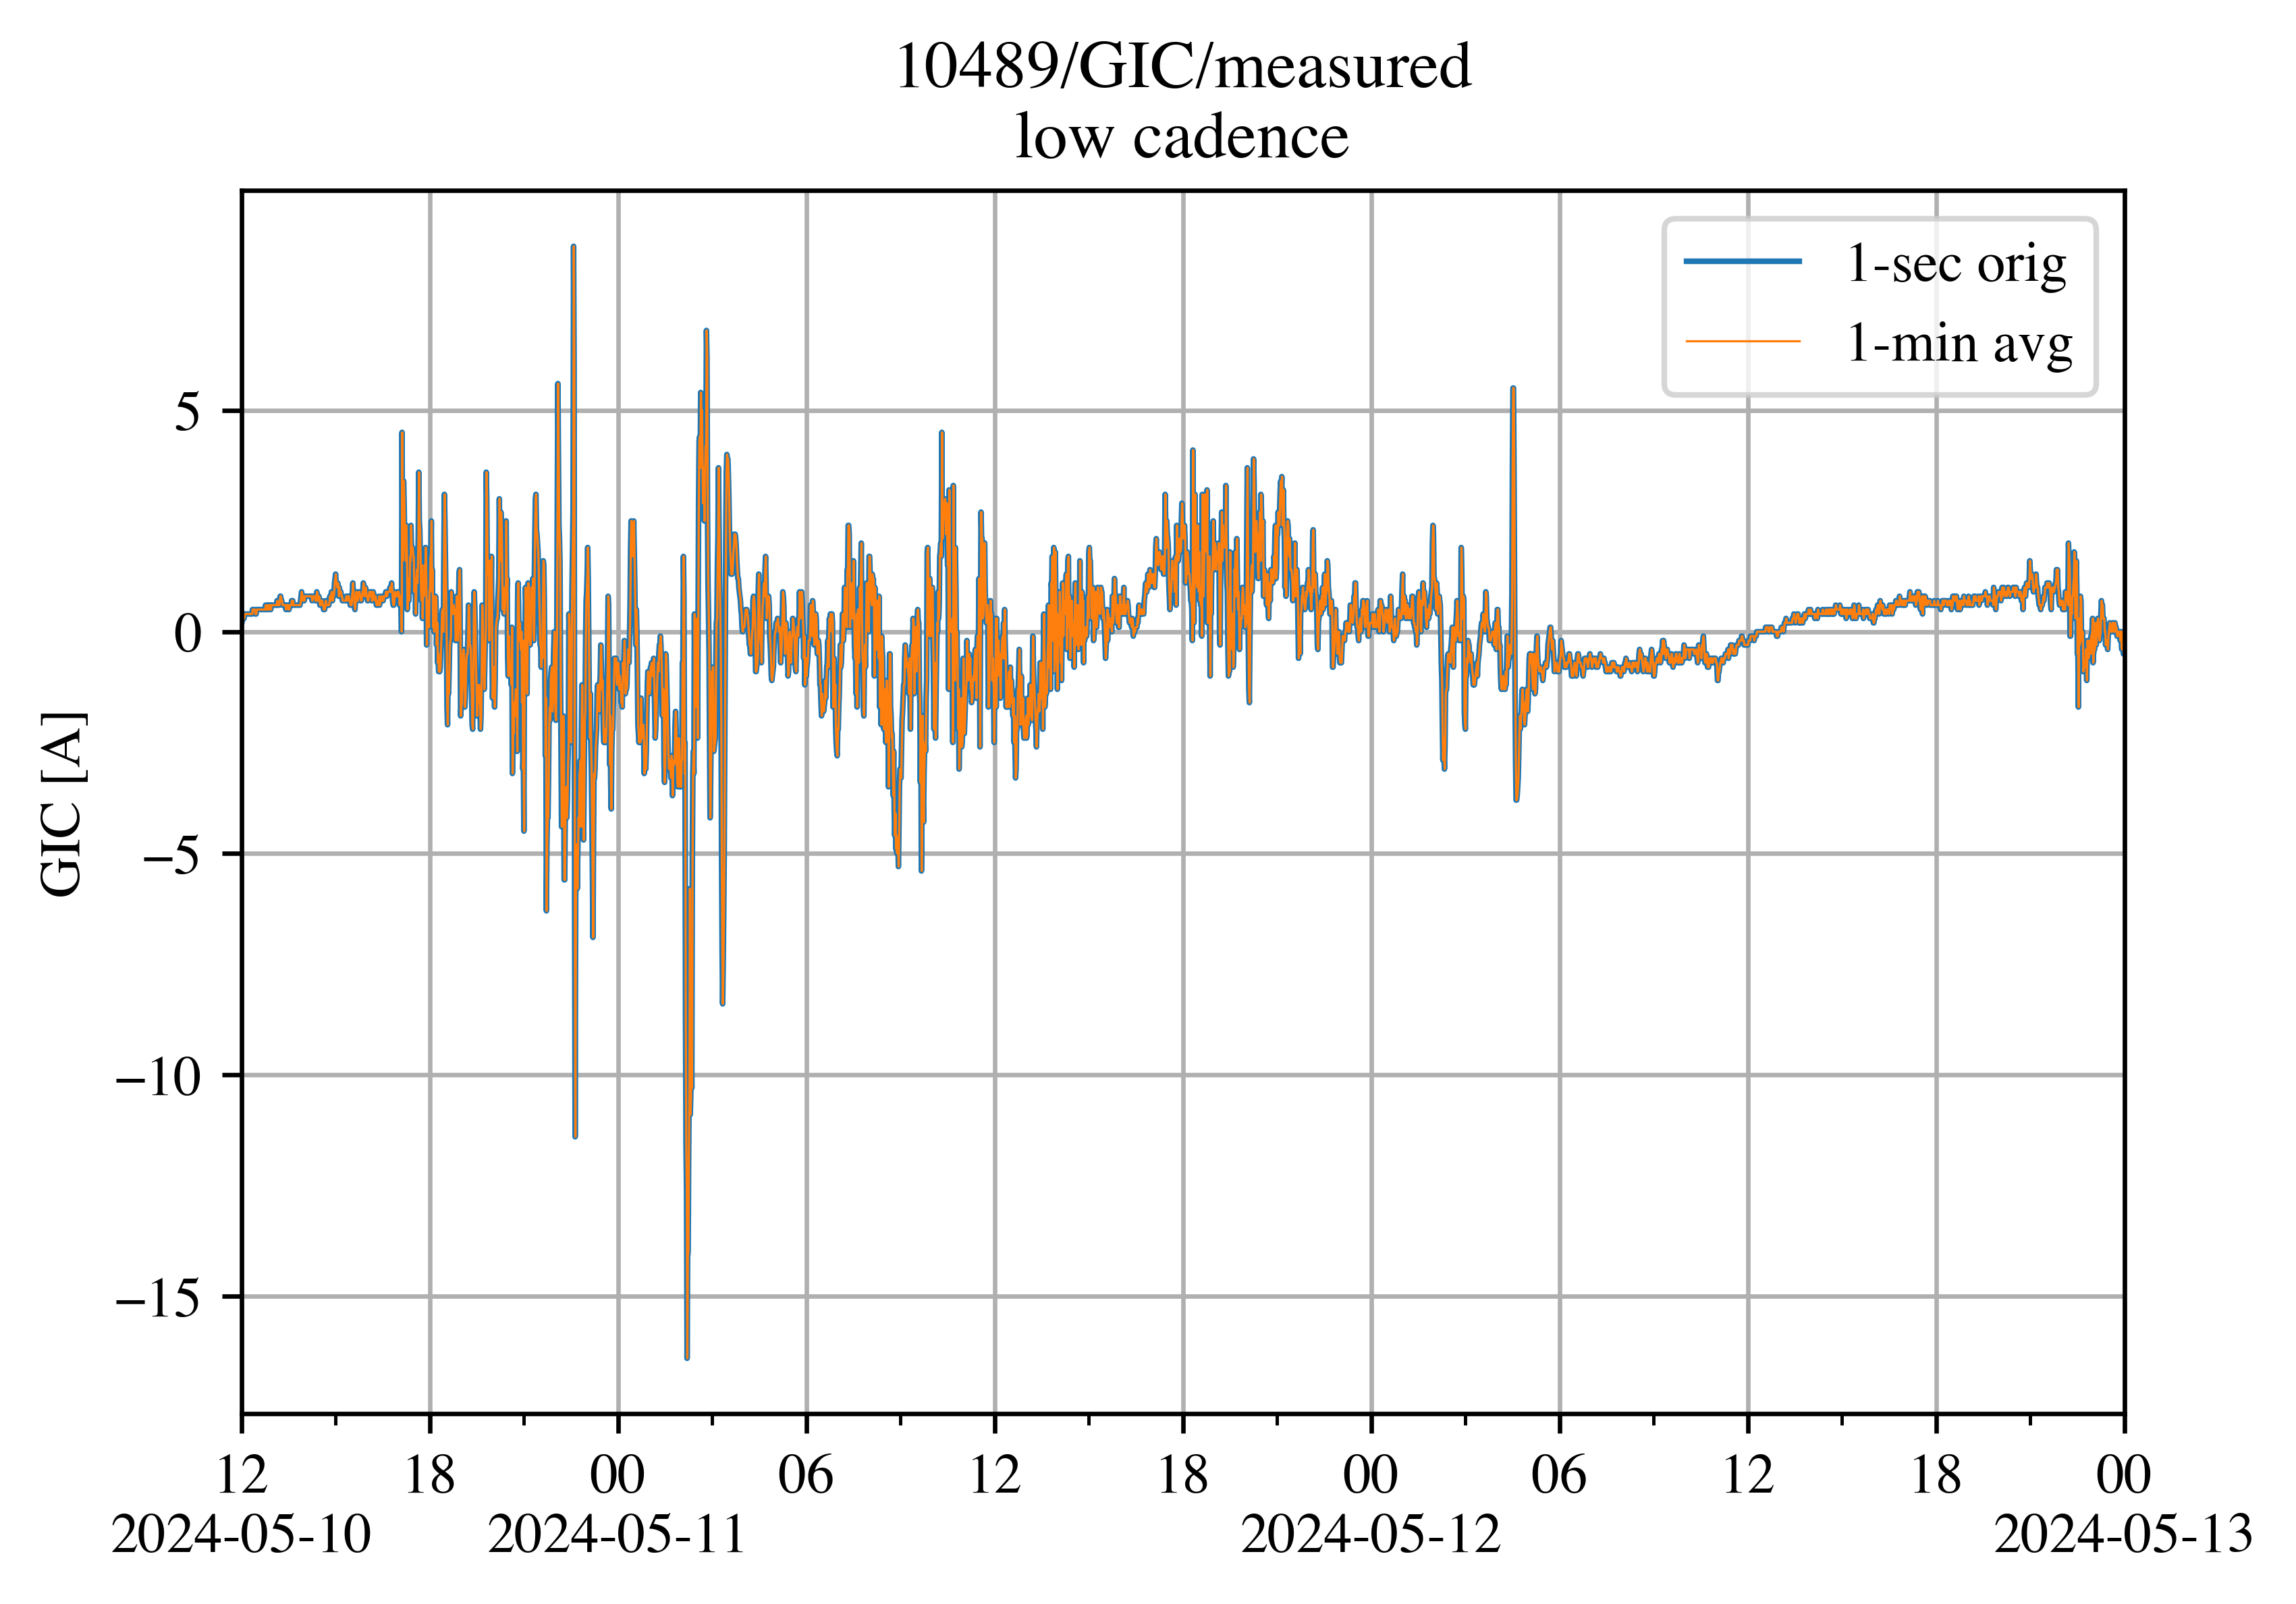 10489/GIC/measured
low cadence
1-sec orig
1-min avg
GIC [A]
5
0
−5
−10
−15
12 18 00 06 12 18 00 06 12 18 00
2024-05-10 2024-05-11 2024-05-12 2024-05-13